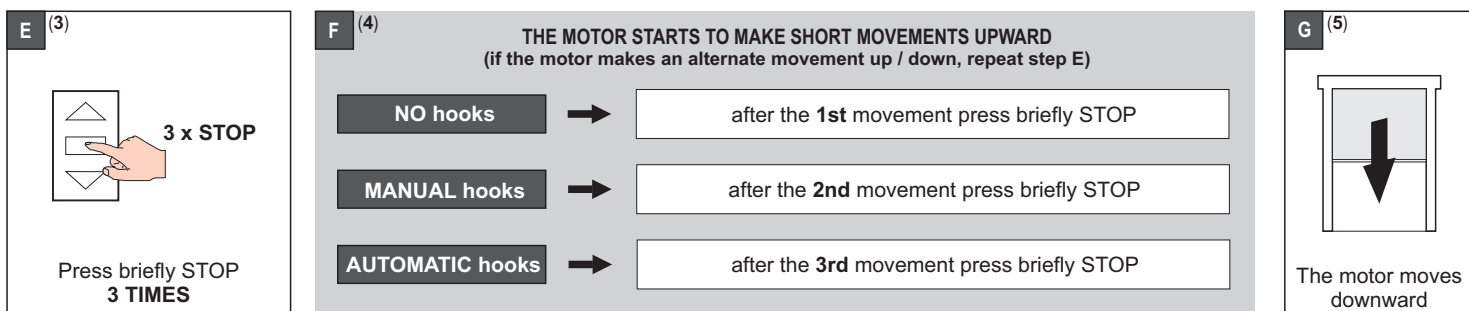 E (3)
3 x STOP
Press briefly STOP
3 TIMES
F (4)
THE MOTOR STARTS TO MAKE SHORT MOVEMENTS UPWARD
(if the motor makes an alternate movement up / down, repeat step E)
NO hooks
after the 1st movement press briefly STOP
MANUAL hooks
after the 2nd movement press briefly STOP
AUTOMATIC hooks
after the 3rd movement press briefly STOP
G (5)
The motor moves
downward